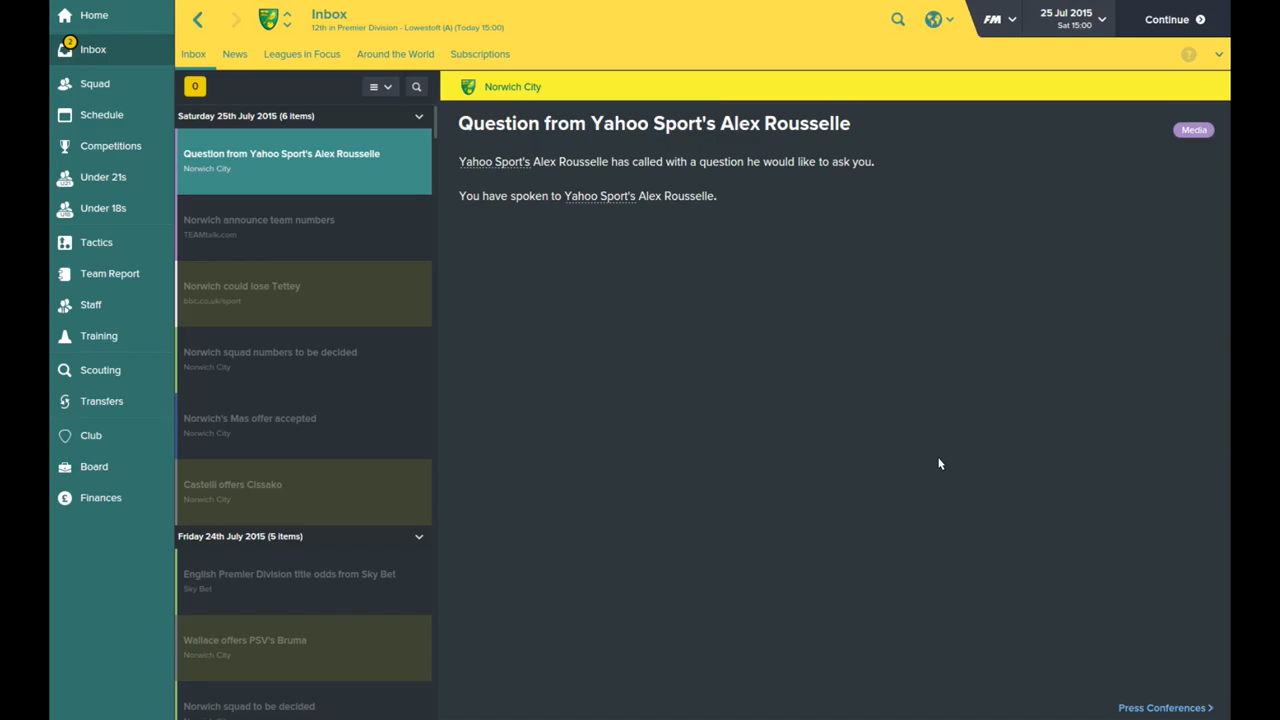 Home
2
Inbox
Squad
Schedule
Competitions
U21s
Under 21s
U18s
Under 18s
Tactics
Team Report
Staff
Training
Scouting
Transfers
Club
Board
£
Finances
Inbox
12th in Premier Division - Lowestoft (A) (Today 15:00)
FM
25 Jul 2015
Sat 15:00
Continue
Inbox
News
Leagues in Focus
Around the World
Subscriptions
?
0
Saturday 25th July 2015 (6 items)
Question from Yahoo Sport's Alex Rousselle
Norwich City
Norwich announce team numbers
TEAMtalk.com
Norwich could lose Tettey
bbc.co.uk/sport
Norwich squad numbers to be decided
Norwich City
Norwich's Mas offer accepted
Norwich City
Castelli offers Cissako
Norwich City
Friday 24th July 2015 (5 items)
English Premier Division title odds from Sky Bet
Sky Bet
Wallace offers PSV's Bruma
Norwich City
Norwich squad to be decided
Norwich City
Norwich City
Question from Yahoo Sport's Alex Rousselle
Media
Yahoo Sport's Alex Rousselle has called with a question he would like to ask you.
You have spoken to Yahoo Sport's Alex Rousselle.
Press Conferences >